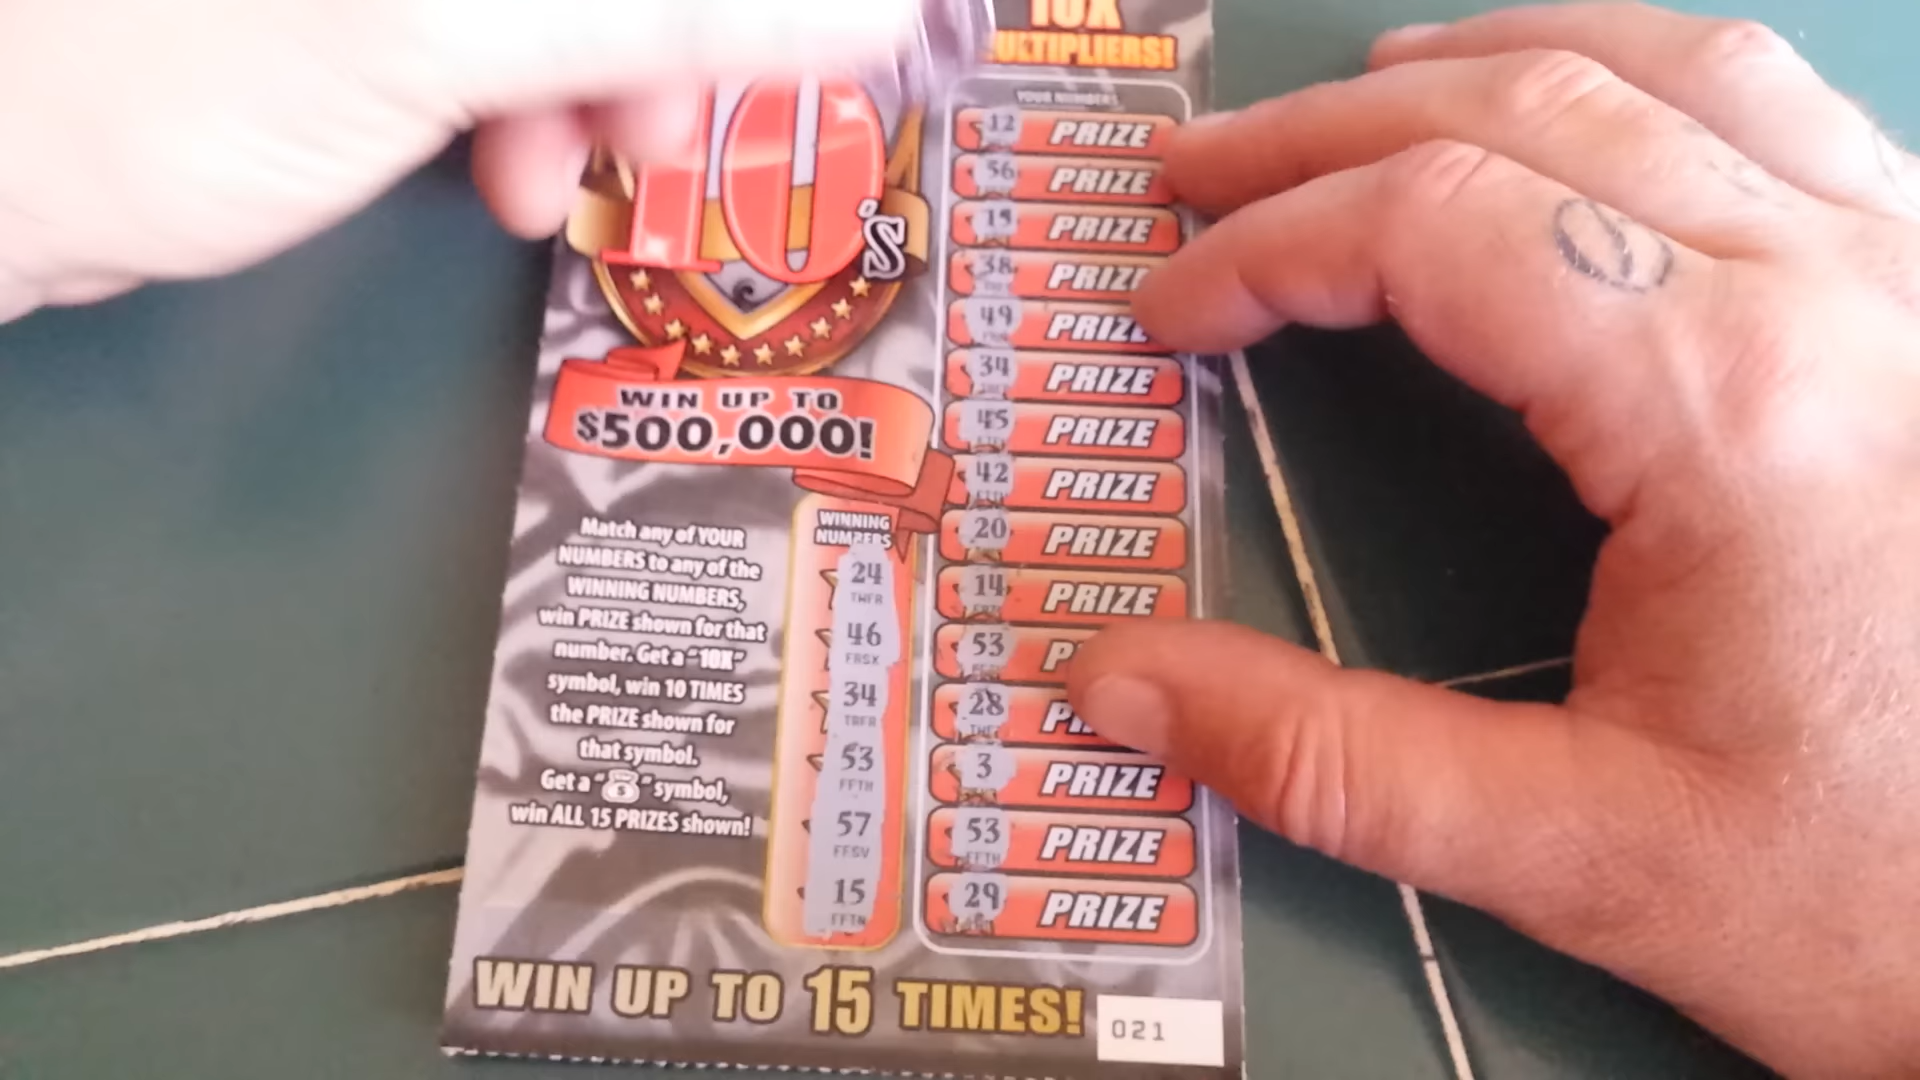 10X
MULTIPLIERS!
10's
WIN UP TO
$500,000!
Match any of YOUR
NUMBERS to any of the
WINNING NUMBERS,
win PRIZE shown for that
number. Get a "10X"
symbol, win 10 TIMES
the PRIZE shown for
that symbol.
Get a " " symbol,
win ALL 15 PRIZES shown!
WINNING
NUMBERS
24
TWFR
46
FRSX
34
TRFR
53
FFTH
57
FFSV
15
FFTN
YOUR NUMBERS
12 PRIZE
56 PRIZE
PRIZE
38 PRIZE
49 PRIZE
34 PRIZE
45 PRIZE
42 PRIZE
20 PRIZE
14 PRIZE
53
28
3 PRIZE
53 PRIZE
FFTH
29 PRIZE
WIN UP TO 15 TIMES!
021